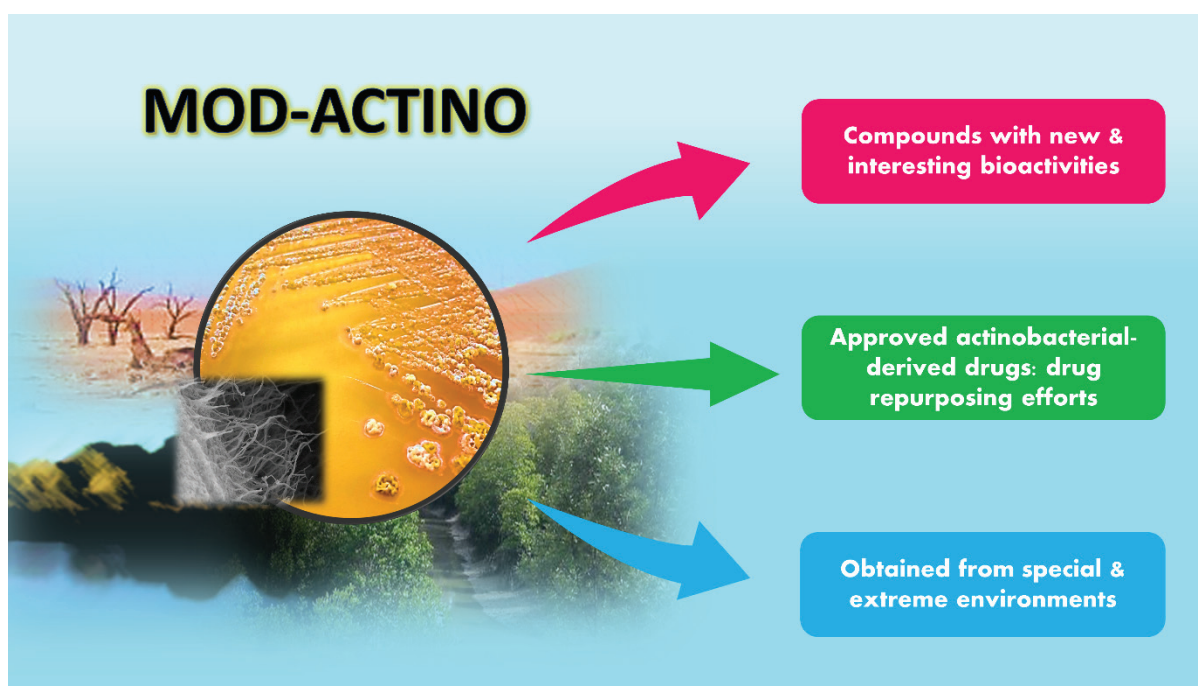 MOD-ACTINO
Compounds with new &
interesting bioactivities
Approved actinobacterial-
derived drugs: drug
repurposing efforts
Obtained from special &
extreme environments